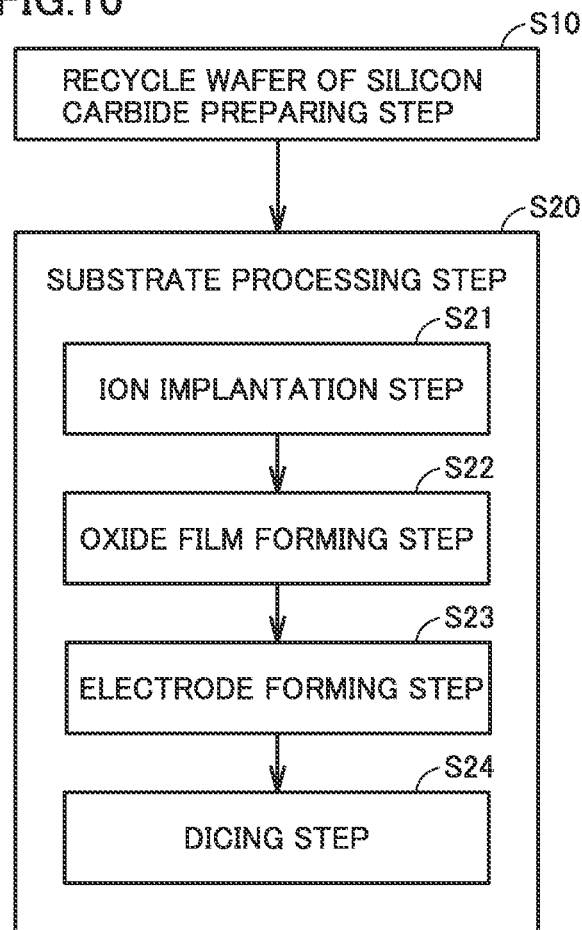 FIG.10
S10
RECYCLE WAFER OF SILICON
CARBIDE PREPARING STEP
S20
SUBSTRATE PROCESSING STEP
S21
ION IMPLANTATION STEP
S22
OXIDE FILM FORMING STEP
S23
ELECTRODE FORMING STEP
S24
DICING STEP